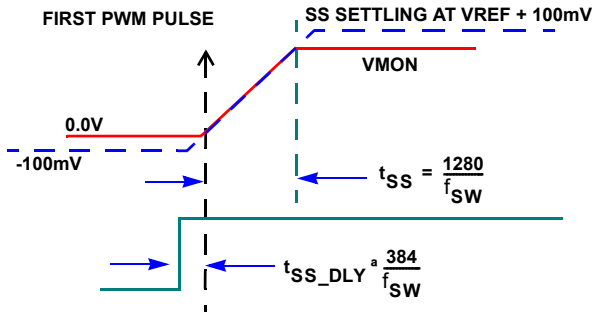 FIRST PWM PULSE
SS SETTLING AT VREF + 100mV
VMON
0.0V
-100mV
tSS = 1280/fSW
tSS_DLY ª 384/fSW